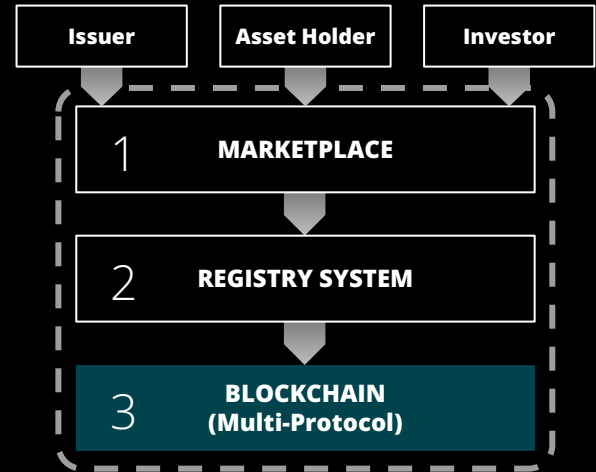 Issuer
Asset Holder
Investor
1
MARKETPLACE
2
REGISTRY SYSTEM
3
BLOCKCHAIN
(Multi-Protocol)